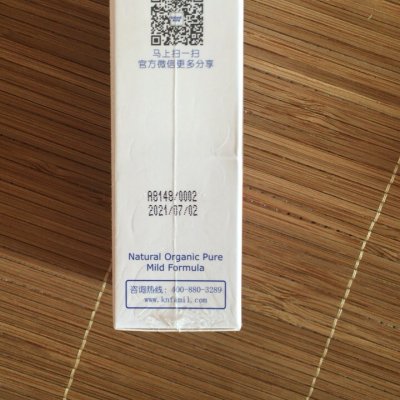 马上扫一扫
官方微信更多分享
A8148/0002
2021/07/02
Natural Organic Pure
Mild Formula
咨询热线: 400-880-3289
www.knfamil.com